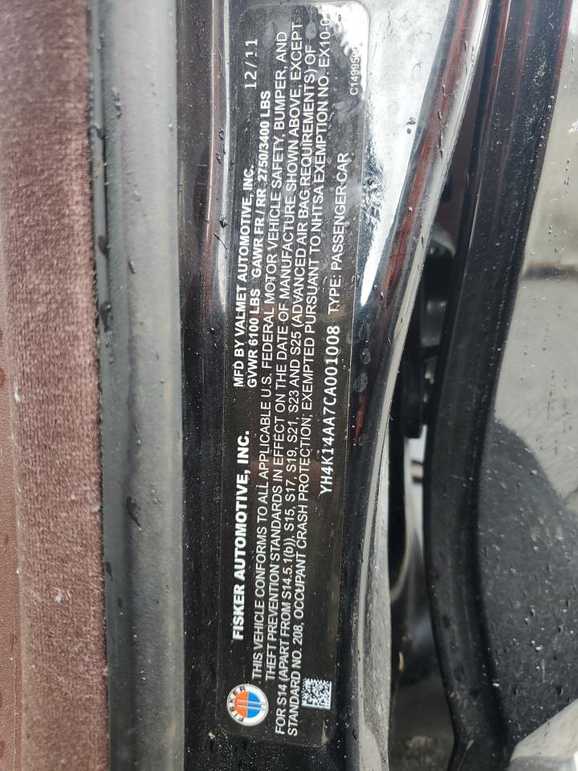 FISKER AUTOMOTIVE, INC. MFD BY VALMET AUTOMOTIVE, INC. 12/11
GVWR 6100 LBS GAWR FR / RR 2750/3400 LBS
THIS VEHICLE CONFORMS TO ALL APPLICABLE U.S. FEDERAL MOTOR VEHICLE SAFETY, BUMPER, AND
THEFT PREVENTION STANDARDS IN EFFECT ON THE DATE OF MANUFACTURE SHOWN ABOVE, EXCEPT
FOR S14 (APART FROM S14.5.1(b)), S15, S17, S19, S21, S23 AND S25 (ADVANCED AIR BAG REQUIREMENTS) OF
STANDARD NO. 208, OCCUPANT CRASH PROTECTION; EXEMPTED PURSUANT TO NHTSA EXEMPTION NO. EX10-0
YH4K14AA7CA001008 TYPE: PASSENGER CAR
FISKER